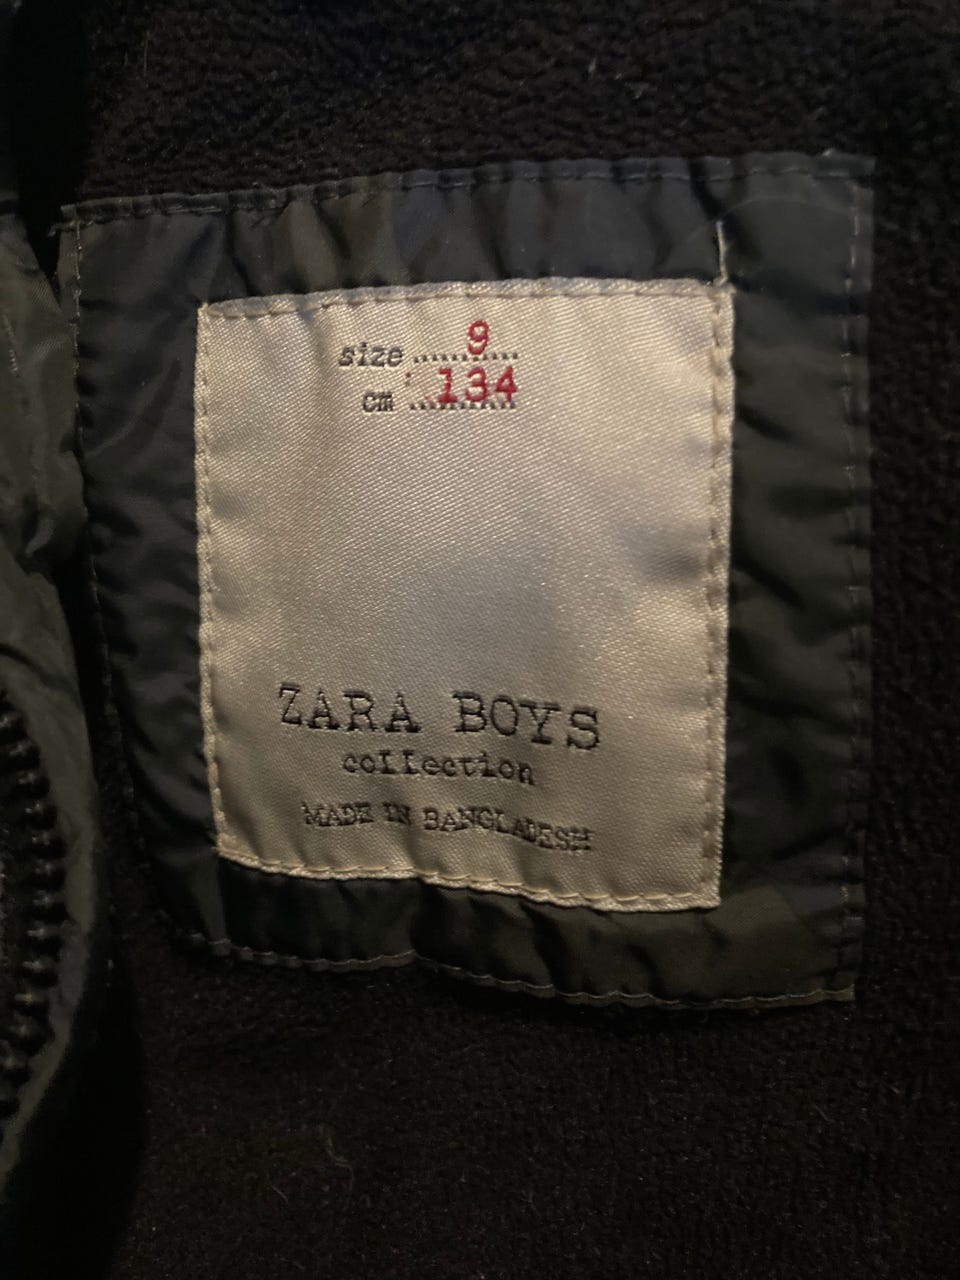 size 9
cm 134
ZARA BOYS
collection
MADE IN BANGLADESH